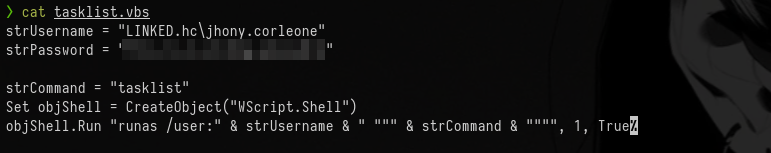 ❯ cat tasklist.vbs
strUsername = "LINKED.hc\jhony.corleone"
strPassword = " "

strCommand = "tasklist"
Set objShell = CreateObject("WScript.Shell")
objShell.Run "runas /user:" & strUsername & " """ & strCommand & """", 1, True%